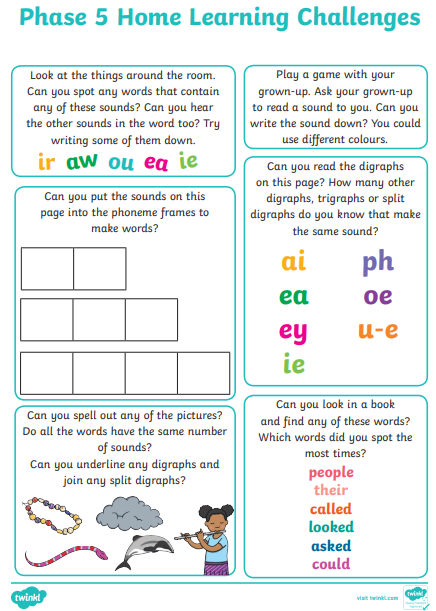 Phase 5 Home Learning Challenges
Look at the things around the room.
Can you spot any words that contain
any of these sounds? Can you hear
the other sounds in the word too? Try
writing some of them down.
ir aw ou ea ie
Play a game with your
grown-up. Ask your grown-up
to read a sound to you. Can you
write the sound down? You could
use different colours.
Can you put the sounds on this
page into the phoneme frames to
make words?
Can you read the digraphs
on this page? How many other
digraphs, trigraphs or split
digraphs do you know that make
the same sound?
ai ph
ea oe
ey u-e
ie
Can you spell out any of the pictures?
Do all the words have the same number
of sounds?
Can you underline any digraphs and
join any split digraphs?
Can you look in a book
and find any of these words?
Which words did you spot the
most times?
people
their
called
looked
asked
could
twinkl
visit twinkl.com
twinkl